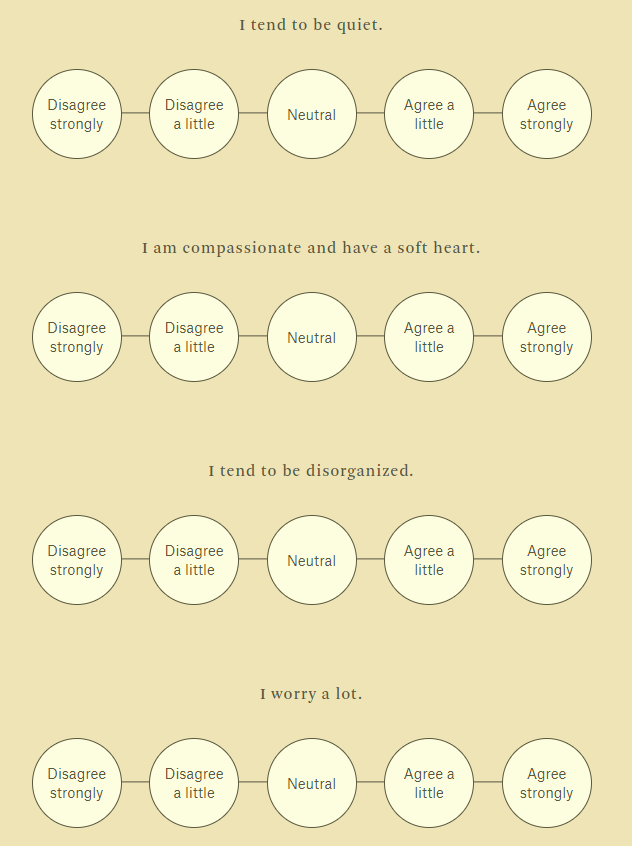 I tend to be quiet.
Disagree strongly
Disagree a little
Neutral
Agree a little
Agree strongly
I am compassionate and have a soft heart.
Disagree strongly
Disagree a little
Neutral
Agree a little
Agree strongly
I tend to be disorganized.
Disagree strongly
Disagree a little
Neutral
Agree a little
Agree strongly
I worry a lot.
Disagree strongly
Disagree a little
Neutral
Agree a little
Agree strongly